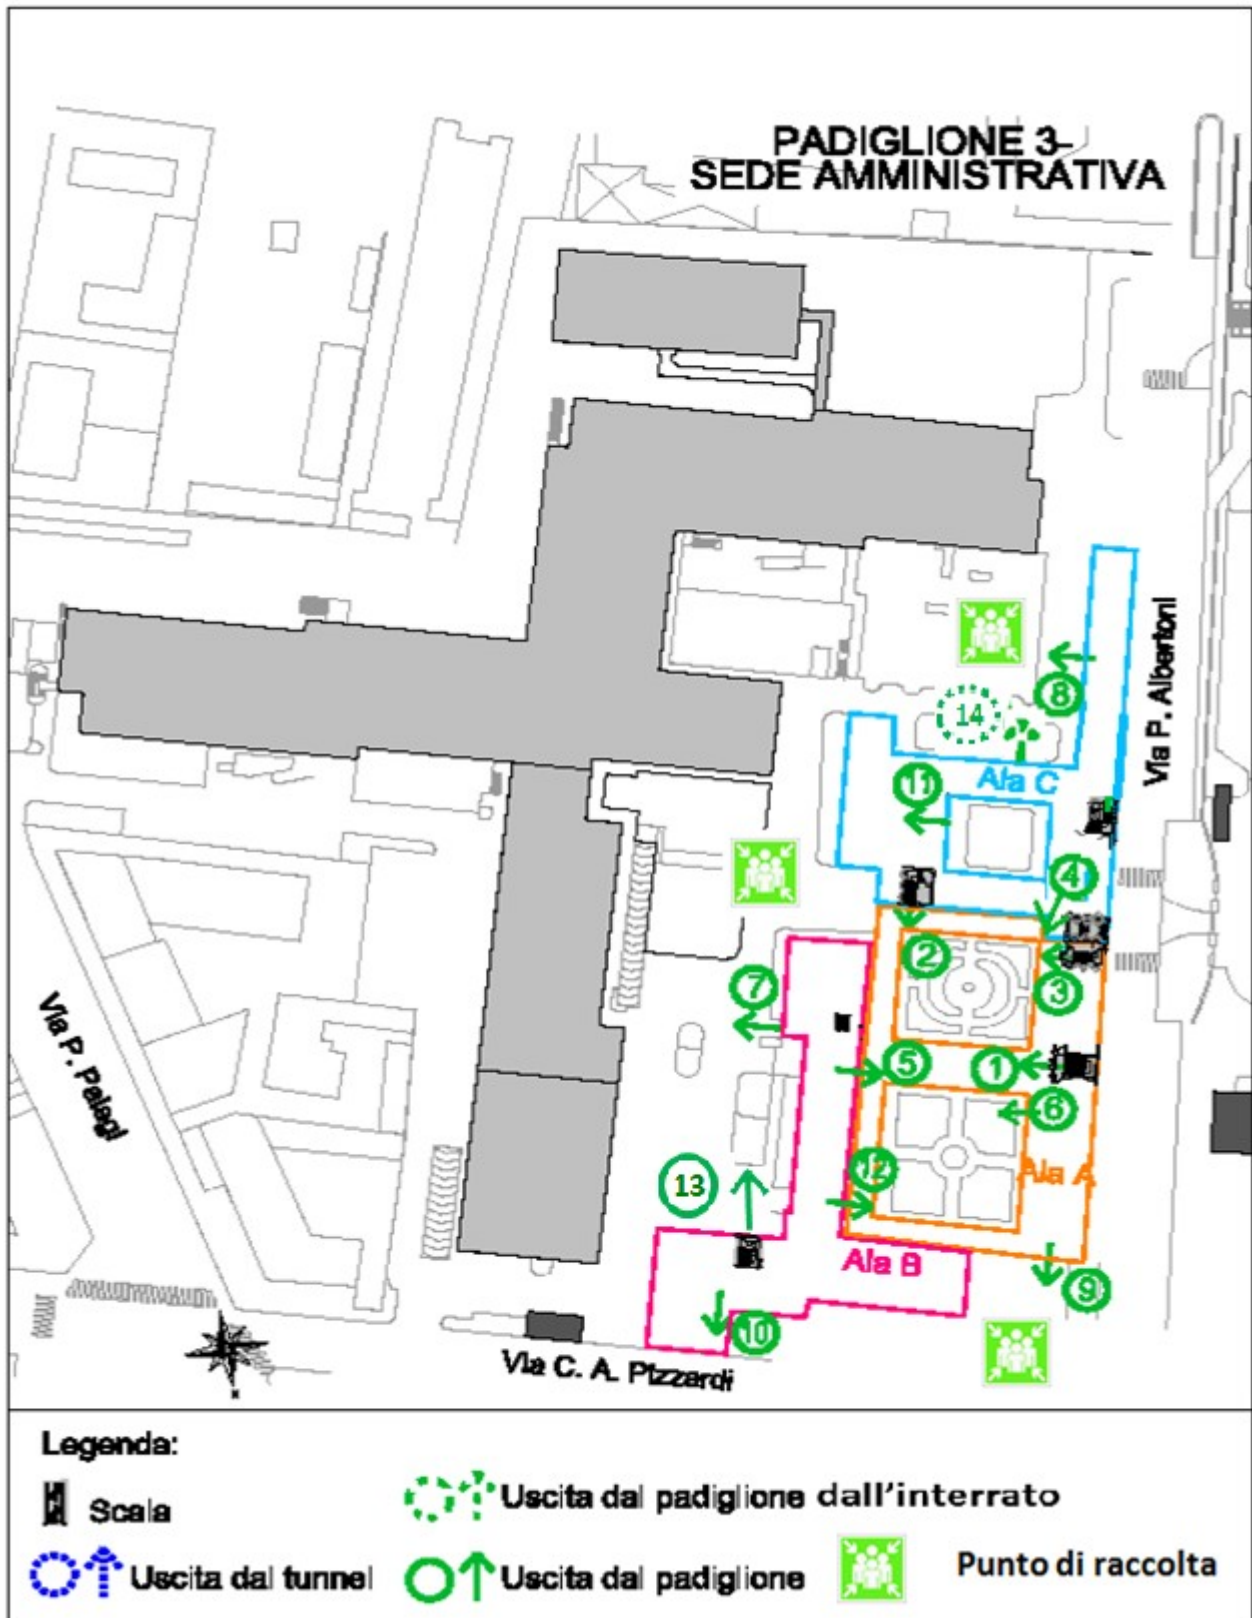 PADIGLIONE 3-
SEDE AMMINISTRATIVA
Via P. Albertoni
8
14
Ala C
11
4
2
3
7
5
1
6
Via P. Palagi
12
Ala A
13
Ala B
9
10
Via C. A. Pizzardi
Legenda:
Scala
Uscita dal padiglione dall'interrato
Uscita dal tunnel
Uscita dal padiglione
Punto di raccolta